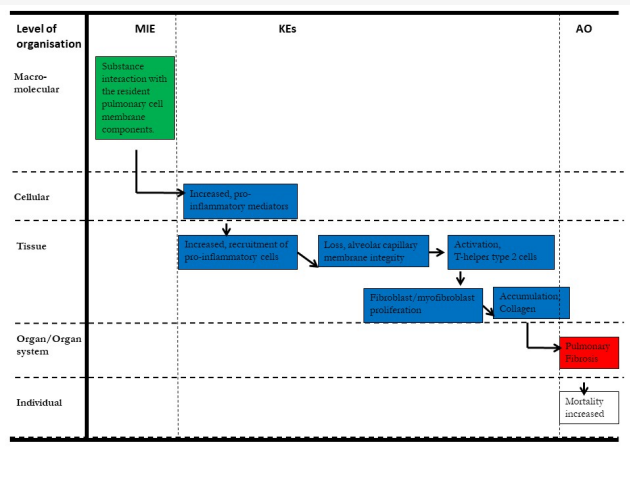 Level of
organisation
MIE
KEs
AO
Macro-
molecular
Substance
interaction with
the resident
pulmonary cell
membrane
components.
Cellular
Increased, pro-
inflammatory mediators
Tissue
Increased, recruitment of
pro-inflammatory cells
Loss, alveolar capillary
membrane integrity
Activation,
T-helper type 2 cells
Fibroblast/myofibroblast
proliferation
Accumulation,
Collagen
Organ/Organ
system
Pulmonary
Fibrosis
Individual
Mortality
increased